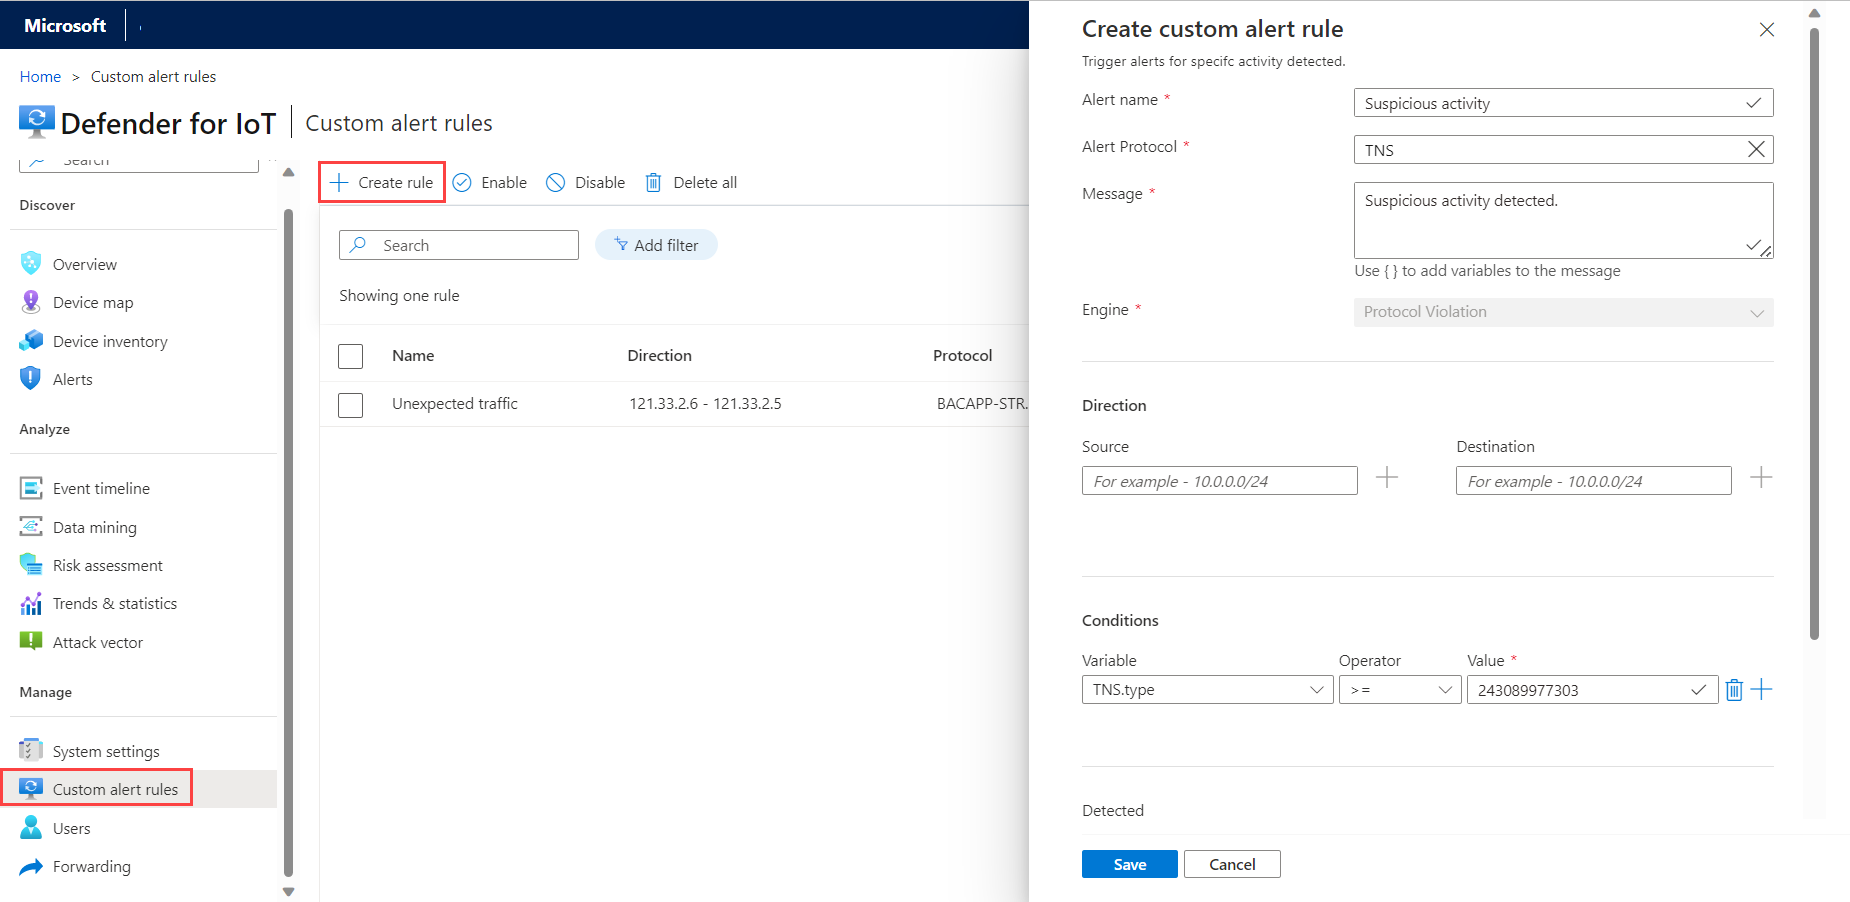 Microsoft
Home > Custom alert rules
Defender for IoT
Custom alert rules
Search
Discover
Overview
Device map
Device inventory
Alerts
Analyze
Event timeline
Data mining
Risk assessment
Trends & statistics
Attack vector
Manage
System settings
Custom alert rules
Users
Forwarding
Create rule
Enable
Disable
Delete all
Search
Add filter
Showing one rule
Name Direction Protocol
Unexpected traffic 121.33.2.6 - 121.33.2.5 BACAPP-STR.
Create custom alert rule
Trigger alerts for specifc activity detected.
Alert name * Suspicious activity
Alert Protocol * TNS
Message * Suspicious activity detected.
Use { } to add variables to the message
Engine * Protocol Violation
Direction
Source Destination
For example - 10.0.0.0/24 For example - 10.0.0.0/24
Conditions
Variable Operator Value *
TNS.type >= 243089977303
Detected
Save Cancel